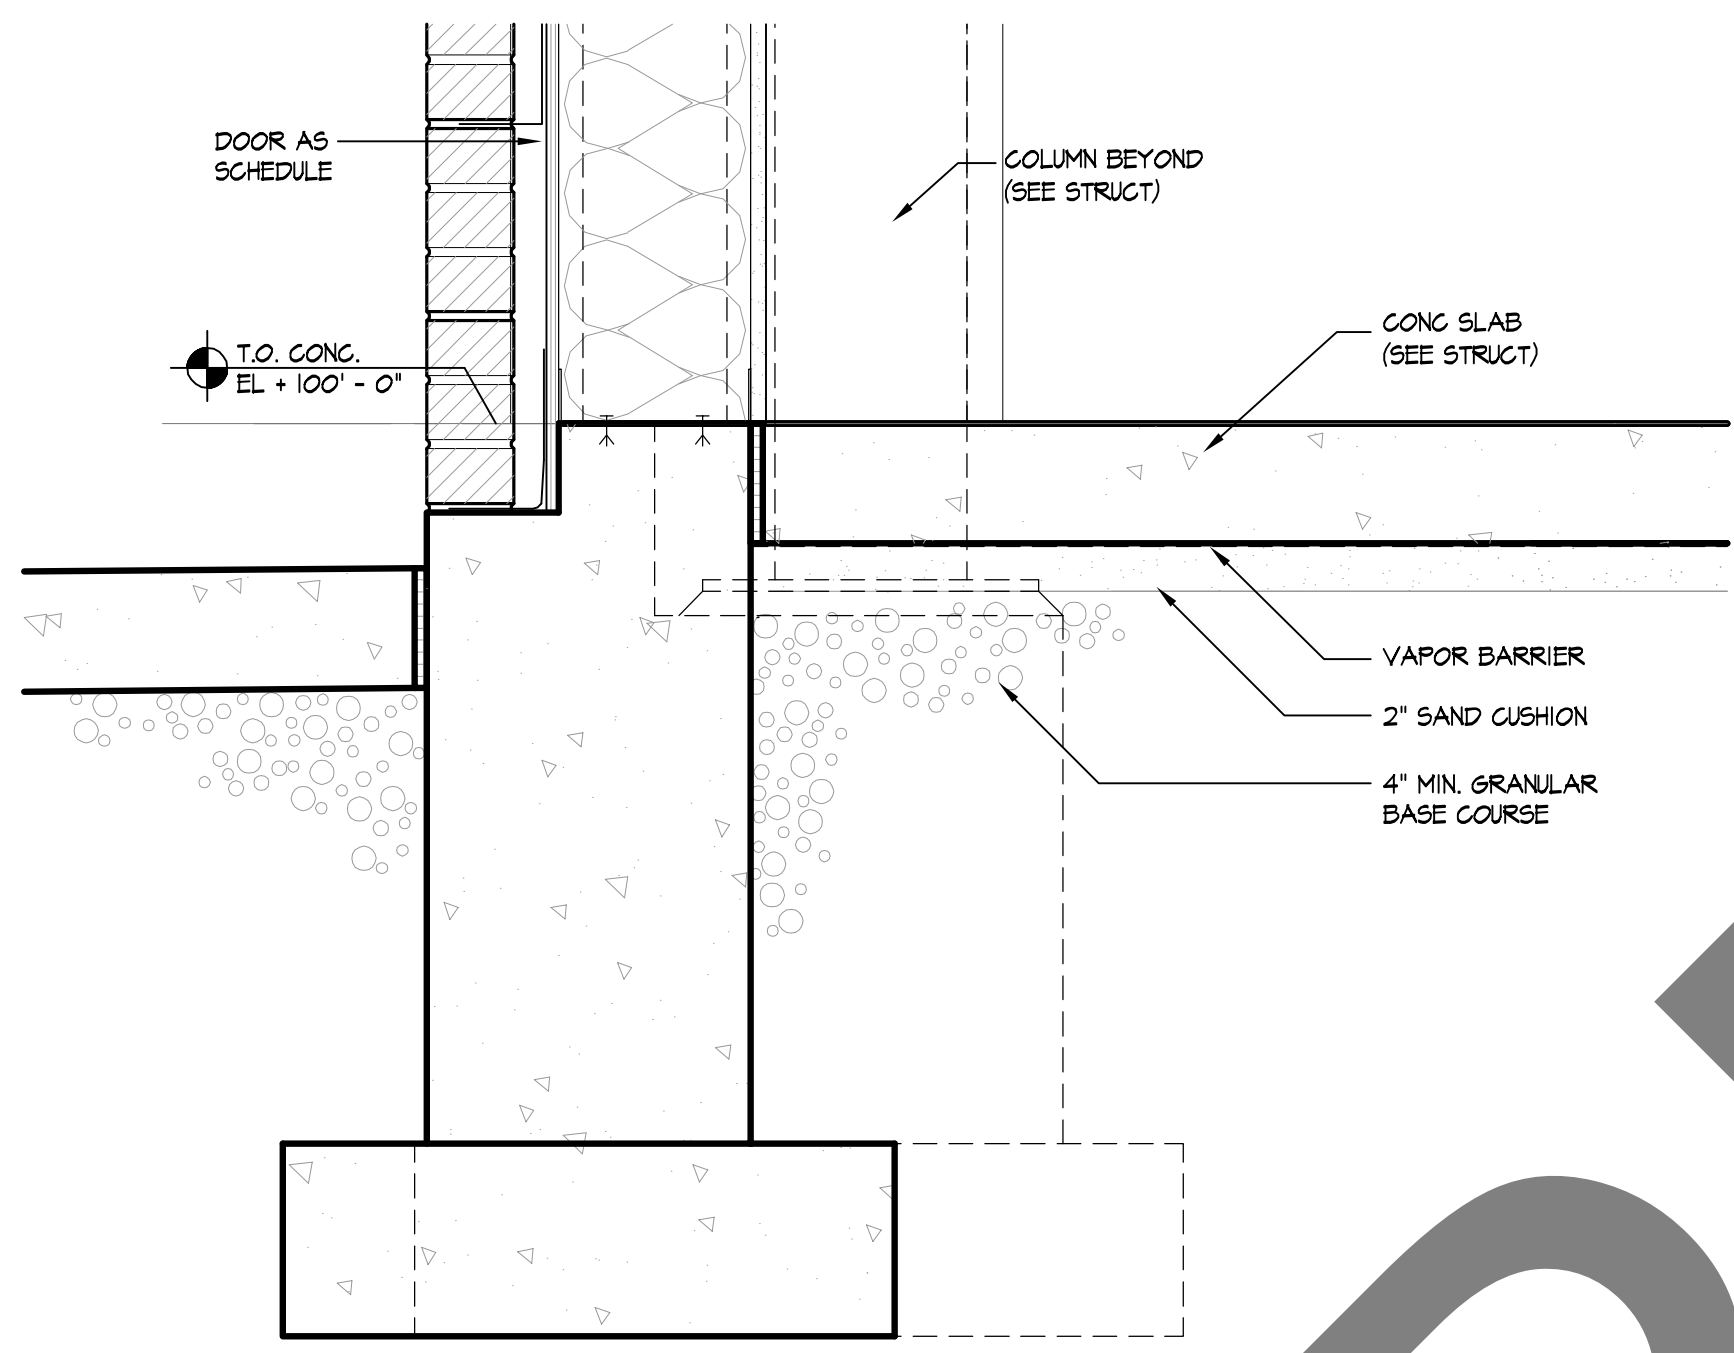 DOOR AS
SCHEDULE
COLUMN BEYOND
(SEE STRUCT)
T.O. CONC.
EL + 100' - 0"
CONC SLAB
(SEE STRUCT)
VAPOR BARRIER
2" SAND CUSHION
4" MIN. GRANULAR
BASE COURSE